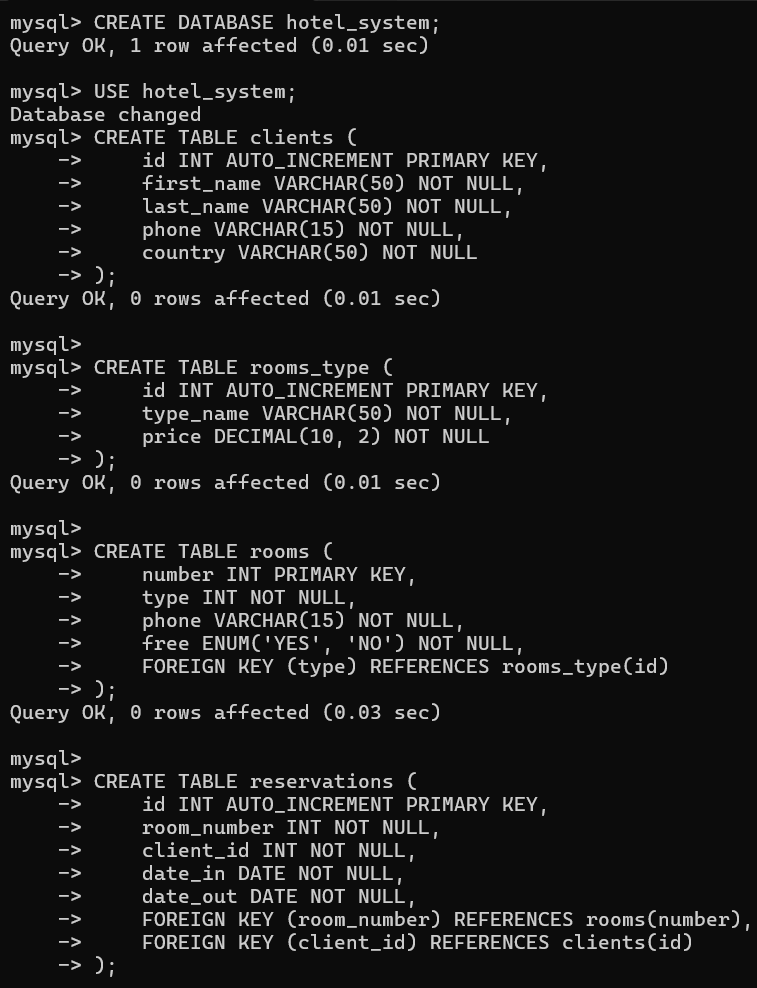 mysql> CREATE DATABASE hotel_system;
Query OK, 1 row affected (0.01 sec)

mysql> USE hotel_system;
Database changed
mysql> CREATE TABLE clients (
    ->     id INT AUTO_INCREMENT PRIMARY KEY,
    ->     first_name VARCHAR(50) NOT NULL,
    ->     last_name VARCHAR(50) NOT NULL,
    ->     phone VARCHAR(15) NOT NULL,
    ->     country VARCHAR(50) NOT NULL
    -> );
Query OK, 0 rows affected (0.01 sec)

mysql>
mysql> CREATE TABLE rooms_type (
    ->     id INT AUTO_INCREMENT PRIMARY KEY,
    ->     type_name VARCHAR(50) NOT NULL,
    ->     price DECIMAL(10, 2) NOT NULL
    -> );
Query OK, 0 rows affected (0.01 sec)

mysql>
mysql> CREATE TABLE rooms (
    ->     number INT PRIMARY KEY,
    ->     type INT NOT NULL,
    ->     phone VARCHAR(15) NOT NULL,
    ->     free ENUM('YES', 'NO') NOT NULL,
    ->     FOREIGN KEY (type) REFERENCES rooms_type(id)
    -> );
Query OK, 0 rows affected (0.03 sec)

mysql>
mysql> CREATE TABLE reservations (
    ->     id INT AUTO_INCREMENT PRIMARY KEY,
    ->     room_number INT NOT NULL,
    ->     client_id INT NOT NULL,
    ->     date_in DATE NOT NULL,
    ->     date_out DATE NOT NULL,
    ->     FOREIGN KEY (room_number) REFERENCES rooms(number),
    ->     FOREIGN KEY (client_id) REFERENCES clients(id)
    -> );